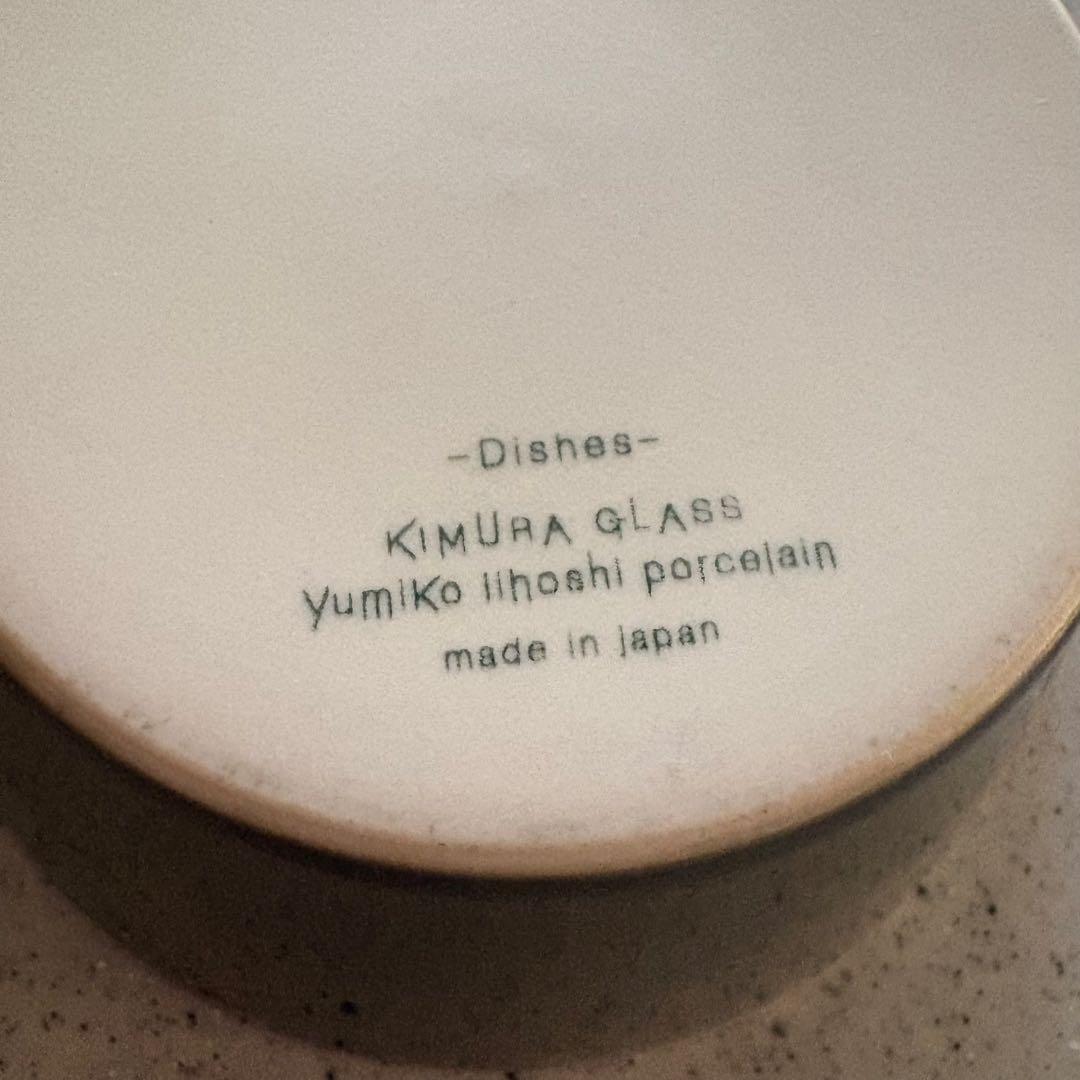 -Dishes-
KIMURA GLASS
yumiKo Iihoshi porcelain
made in japan